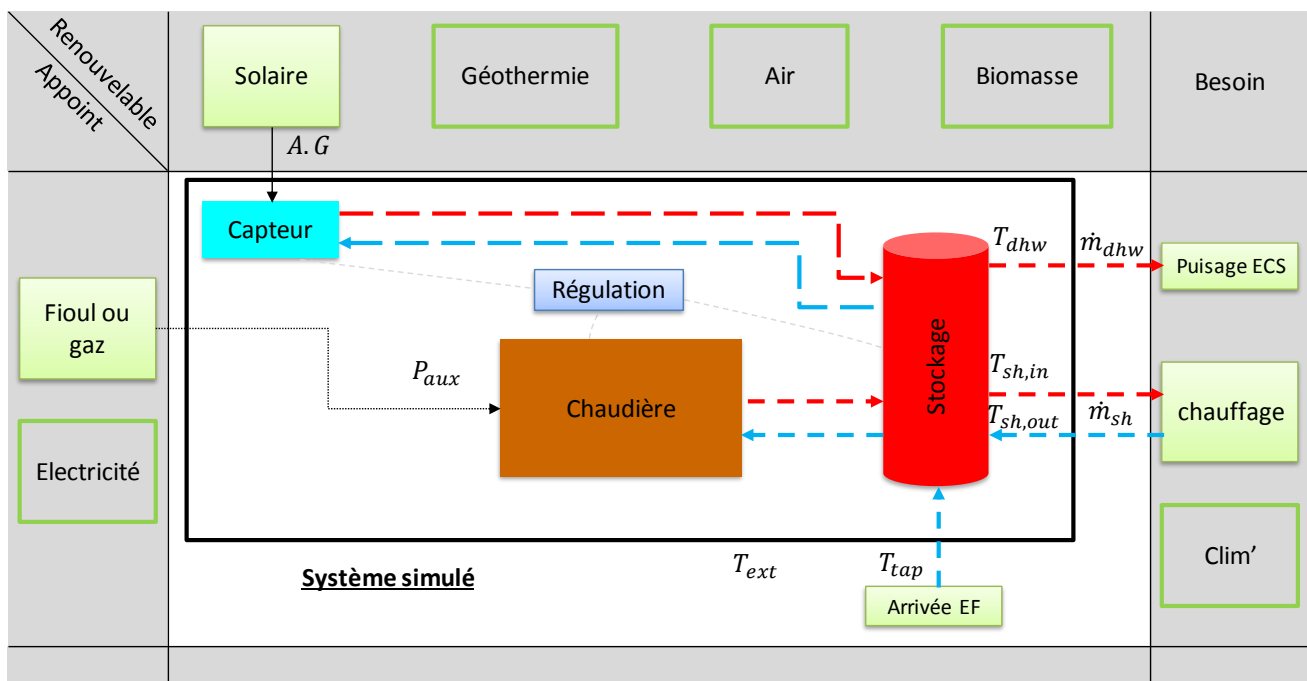 Renouvelable
Appoint
Solaire
Géothermie
Air
Biomasse
Besoin
A.G
Capteur
Régulation
Fioul ou
gaz
P_aux
Chaudière
Stockage
T_dhw
ṁ_dhw
Puisage ECS
T_sh,in
T_sh,out
ṁ_sh
chauffage
Electricité
Clim'
Système simulé
T_ext
T_tap
Arrivée EF